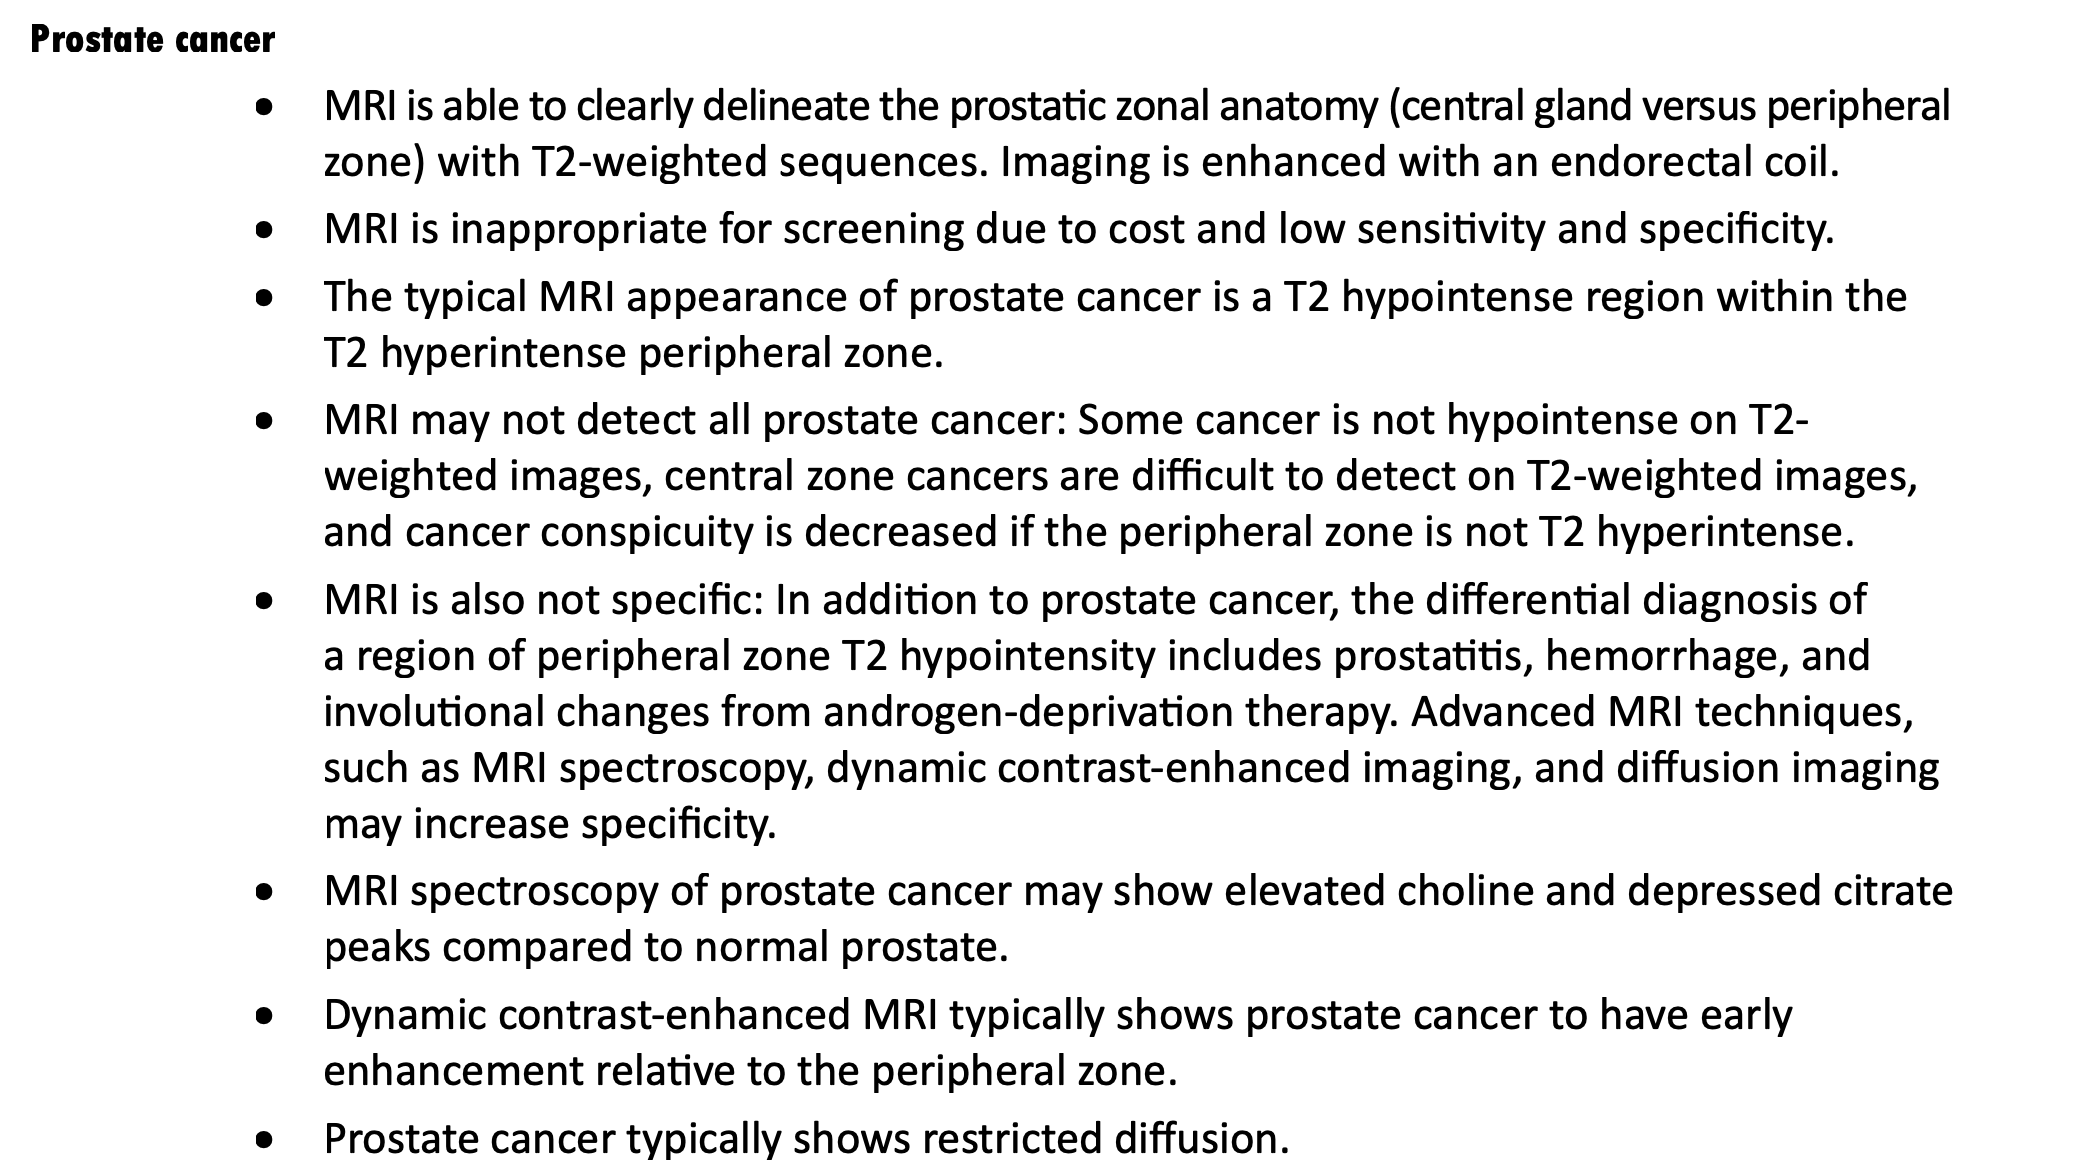 Prostate cancer
• MRI is able to clearly delineate the prostatic zonal anatomy (central gland versus peripheral
zone) with T2-weighted sequences. Imaging is enhanced with an endorectal coil.
• MRI is inappropriate for screening due to cost and low sensitivity and specificity.
• The typical MRI appearance of prostate cancer is a T2 hypointense region within the
T2 hyperintense peripheral zone.
• MRI may not detect all prostate cancer: Some cancer is not hypointense on T2-
weighted images, central zone cancers are difficult to detect on T2-weighted images,
and cancer conspicuity is decreased if the peripheral zone is not T2 hyperintense.
• MRI is also not specific: In addition to prostate cancer, the differential diagnosis of
a region of peripheral zone T2 hypointensity includes prostatitis, hemorrhage, and
involutional changes from androgen-deprivation therapy. Advanced MRI techniques,
such as MRI spectroscopy, dynamic contrast-enhanced imaging, and diffusion imaging
may increase specificity.
• MRI spectroscopy of prostate cancer may show elevated choline and depressed citrate
peaks compared to normal prostate.
• Dynamic contrast-enhanced MRI typically shows prostate cancer to have early
enhancement relative to the peripheral zone.
• Prostate cancer typically shows restricted diffusion.